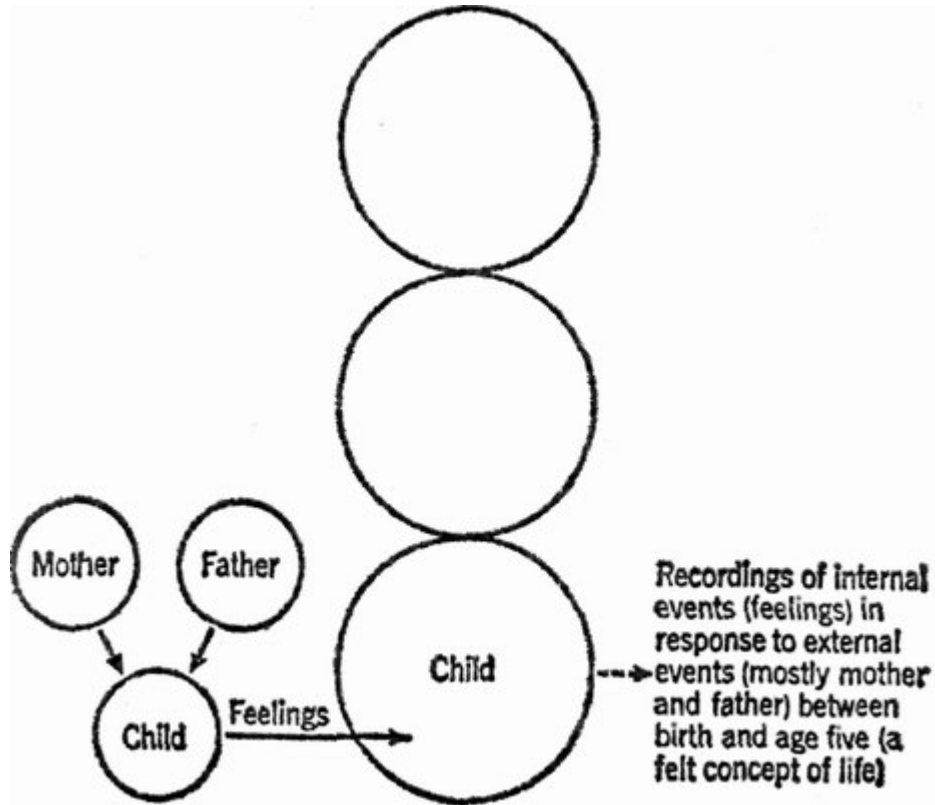 Mother
Father
Child
Feelings
Child
Recordings of internal
events (feelings) in
response to external
events (mostly mother
and father) between
birth and age five (a
felt concept of life)